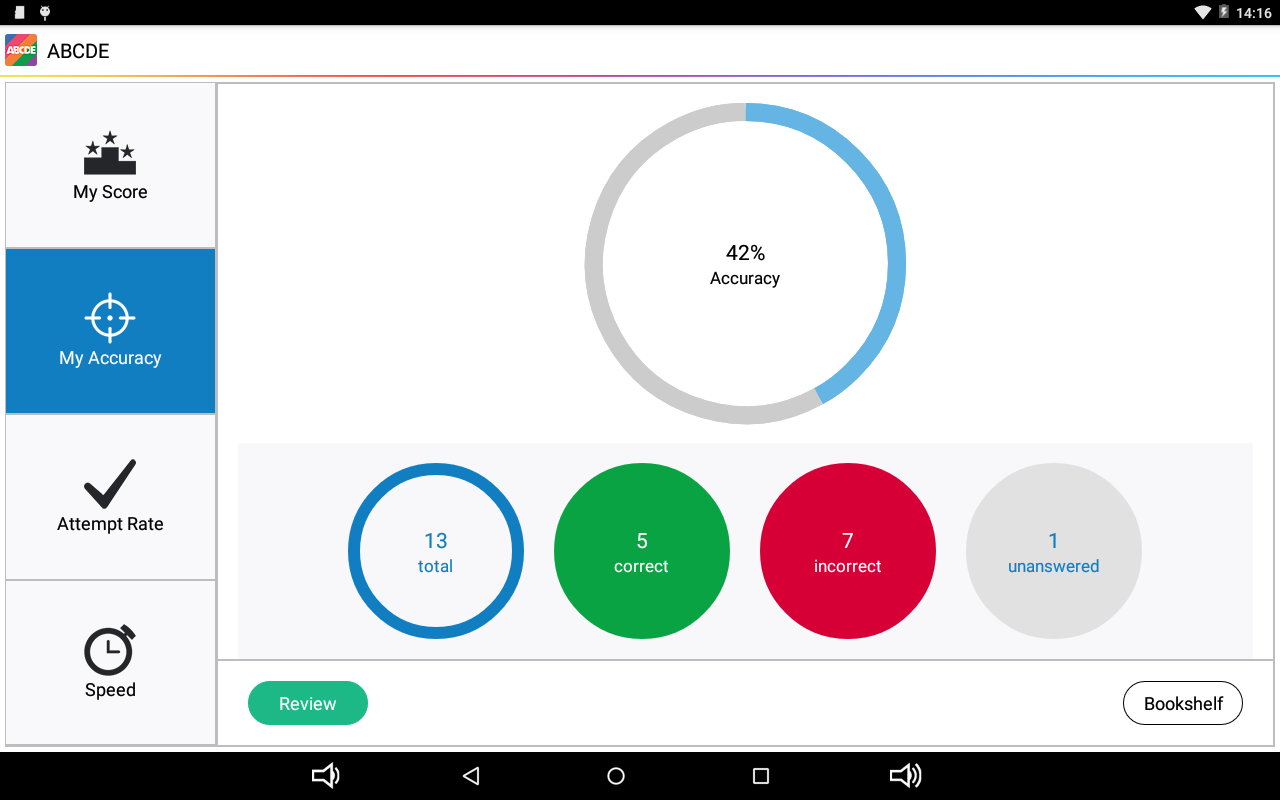 14:16
ABCDE
ABCDE
My Score
My Accuracy
Attempt Rate
Speed
42%
Accuracy
13
total
5
correct
7
incorrect
1
unanswered
Review
Bookshelf